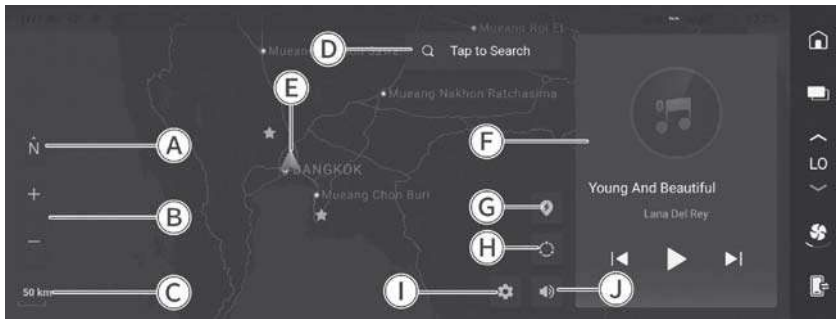 Mueang Roi Et
D
Tap to Search
Mueang
E
Mueang Nakhon Ratchasima
F
N
A
BANGKOK
LO
Mueang Chon Buri
Young And Beautiful
+
B
G
Lana Del Rey
−
H
50 km
C
I
J